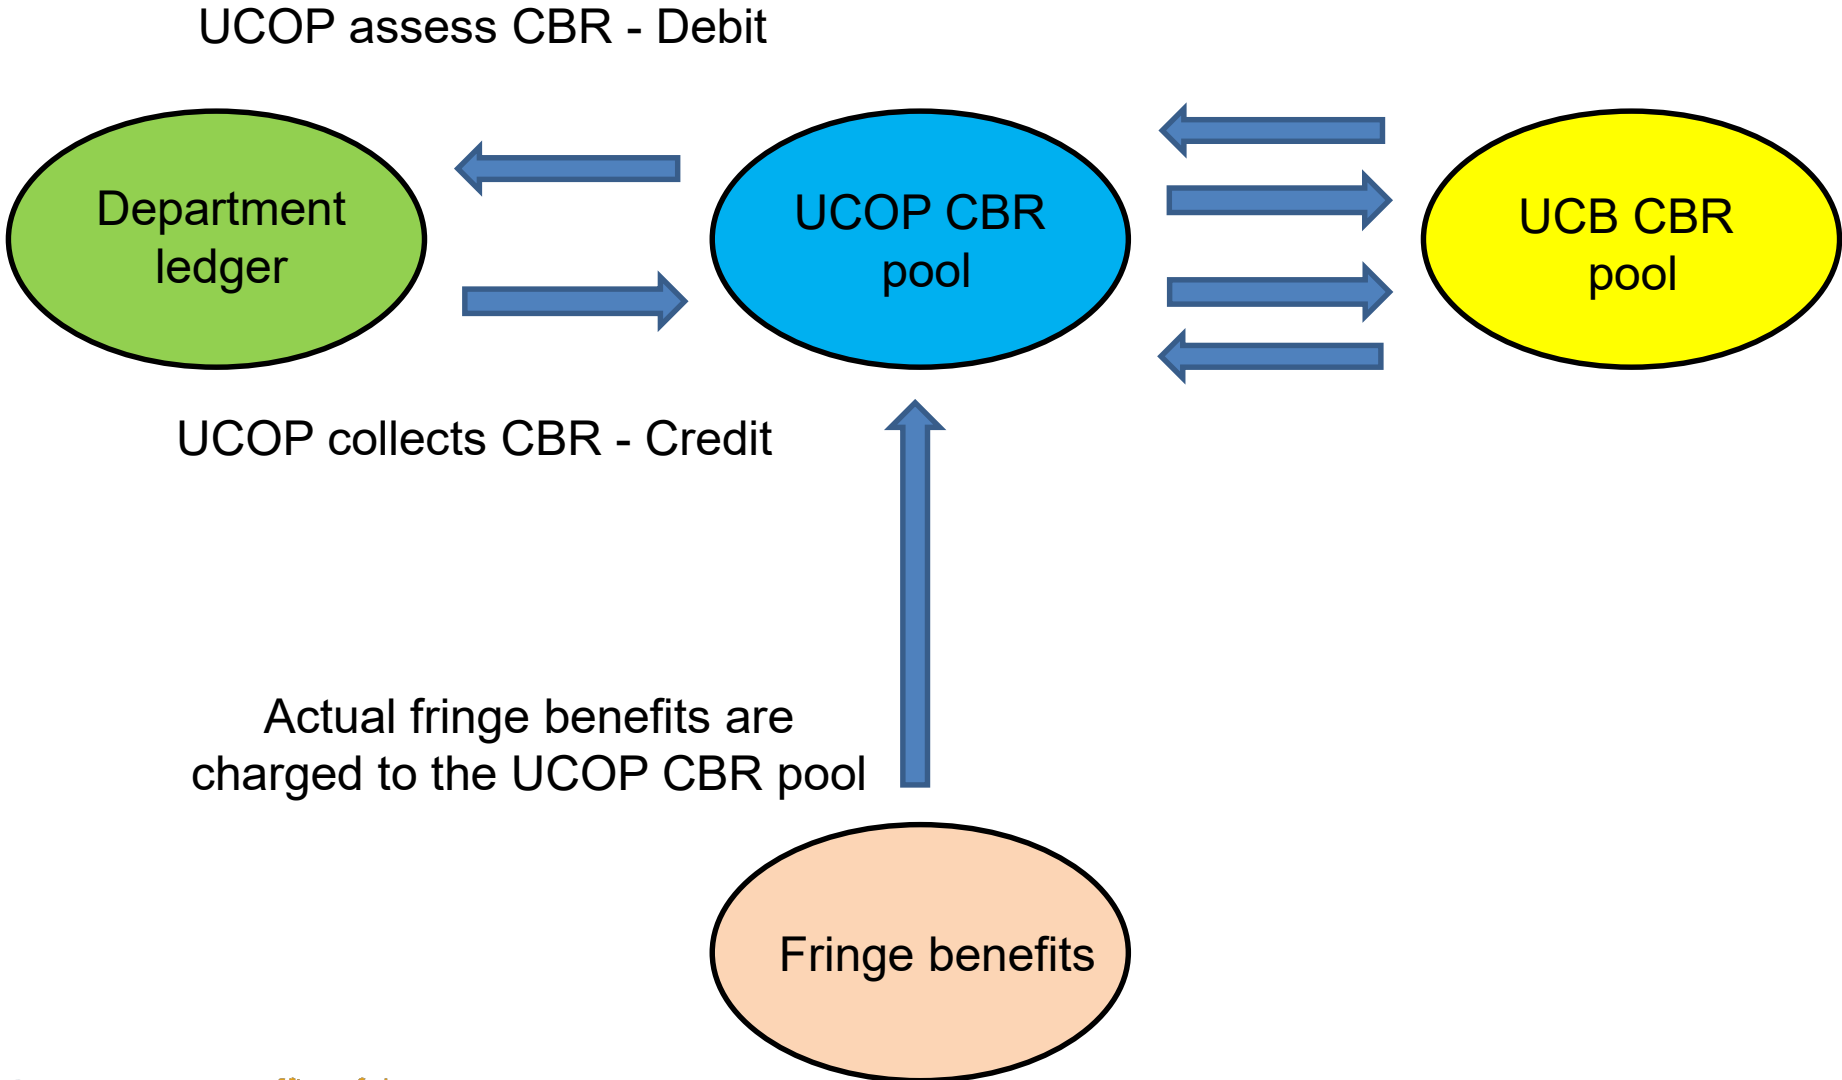 UCOP assess CBR - Debit
Department
ledger
UCOP CBR
pool
UCB CBR
pool
UCOP collects CBR - Credit
Actual fringe benefits are
charged to the UCOP CBR pool
Fringe benefits